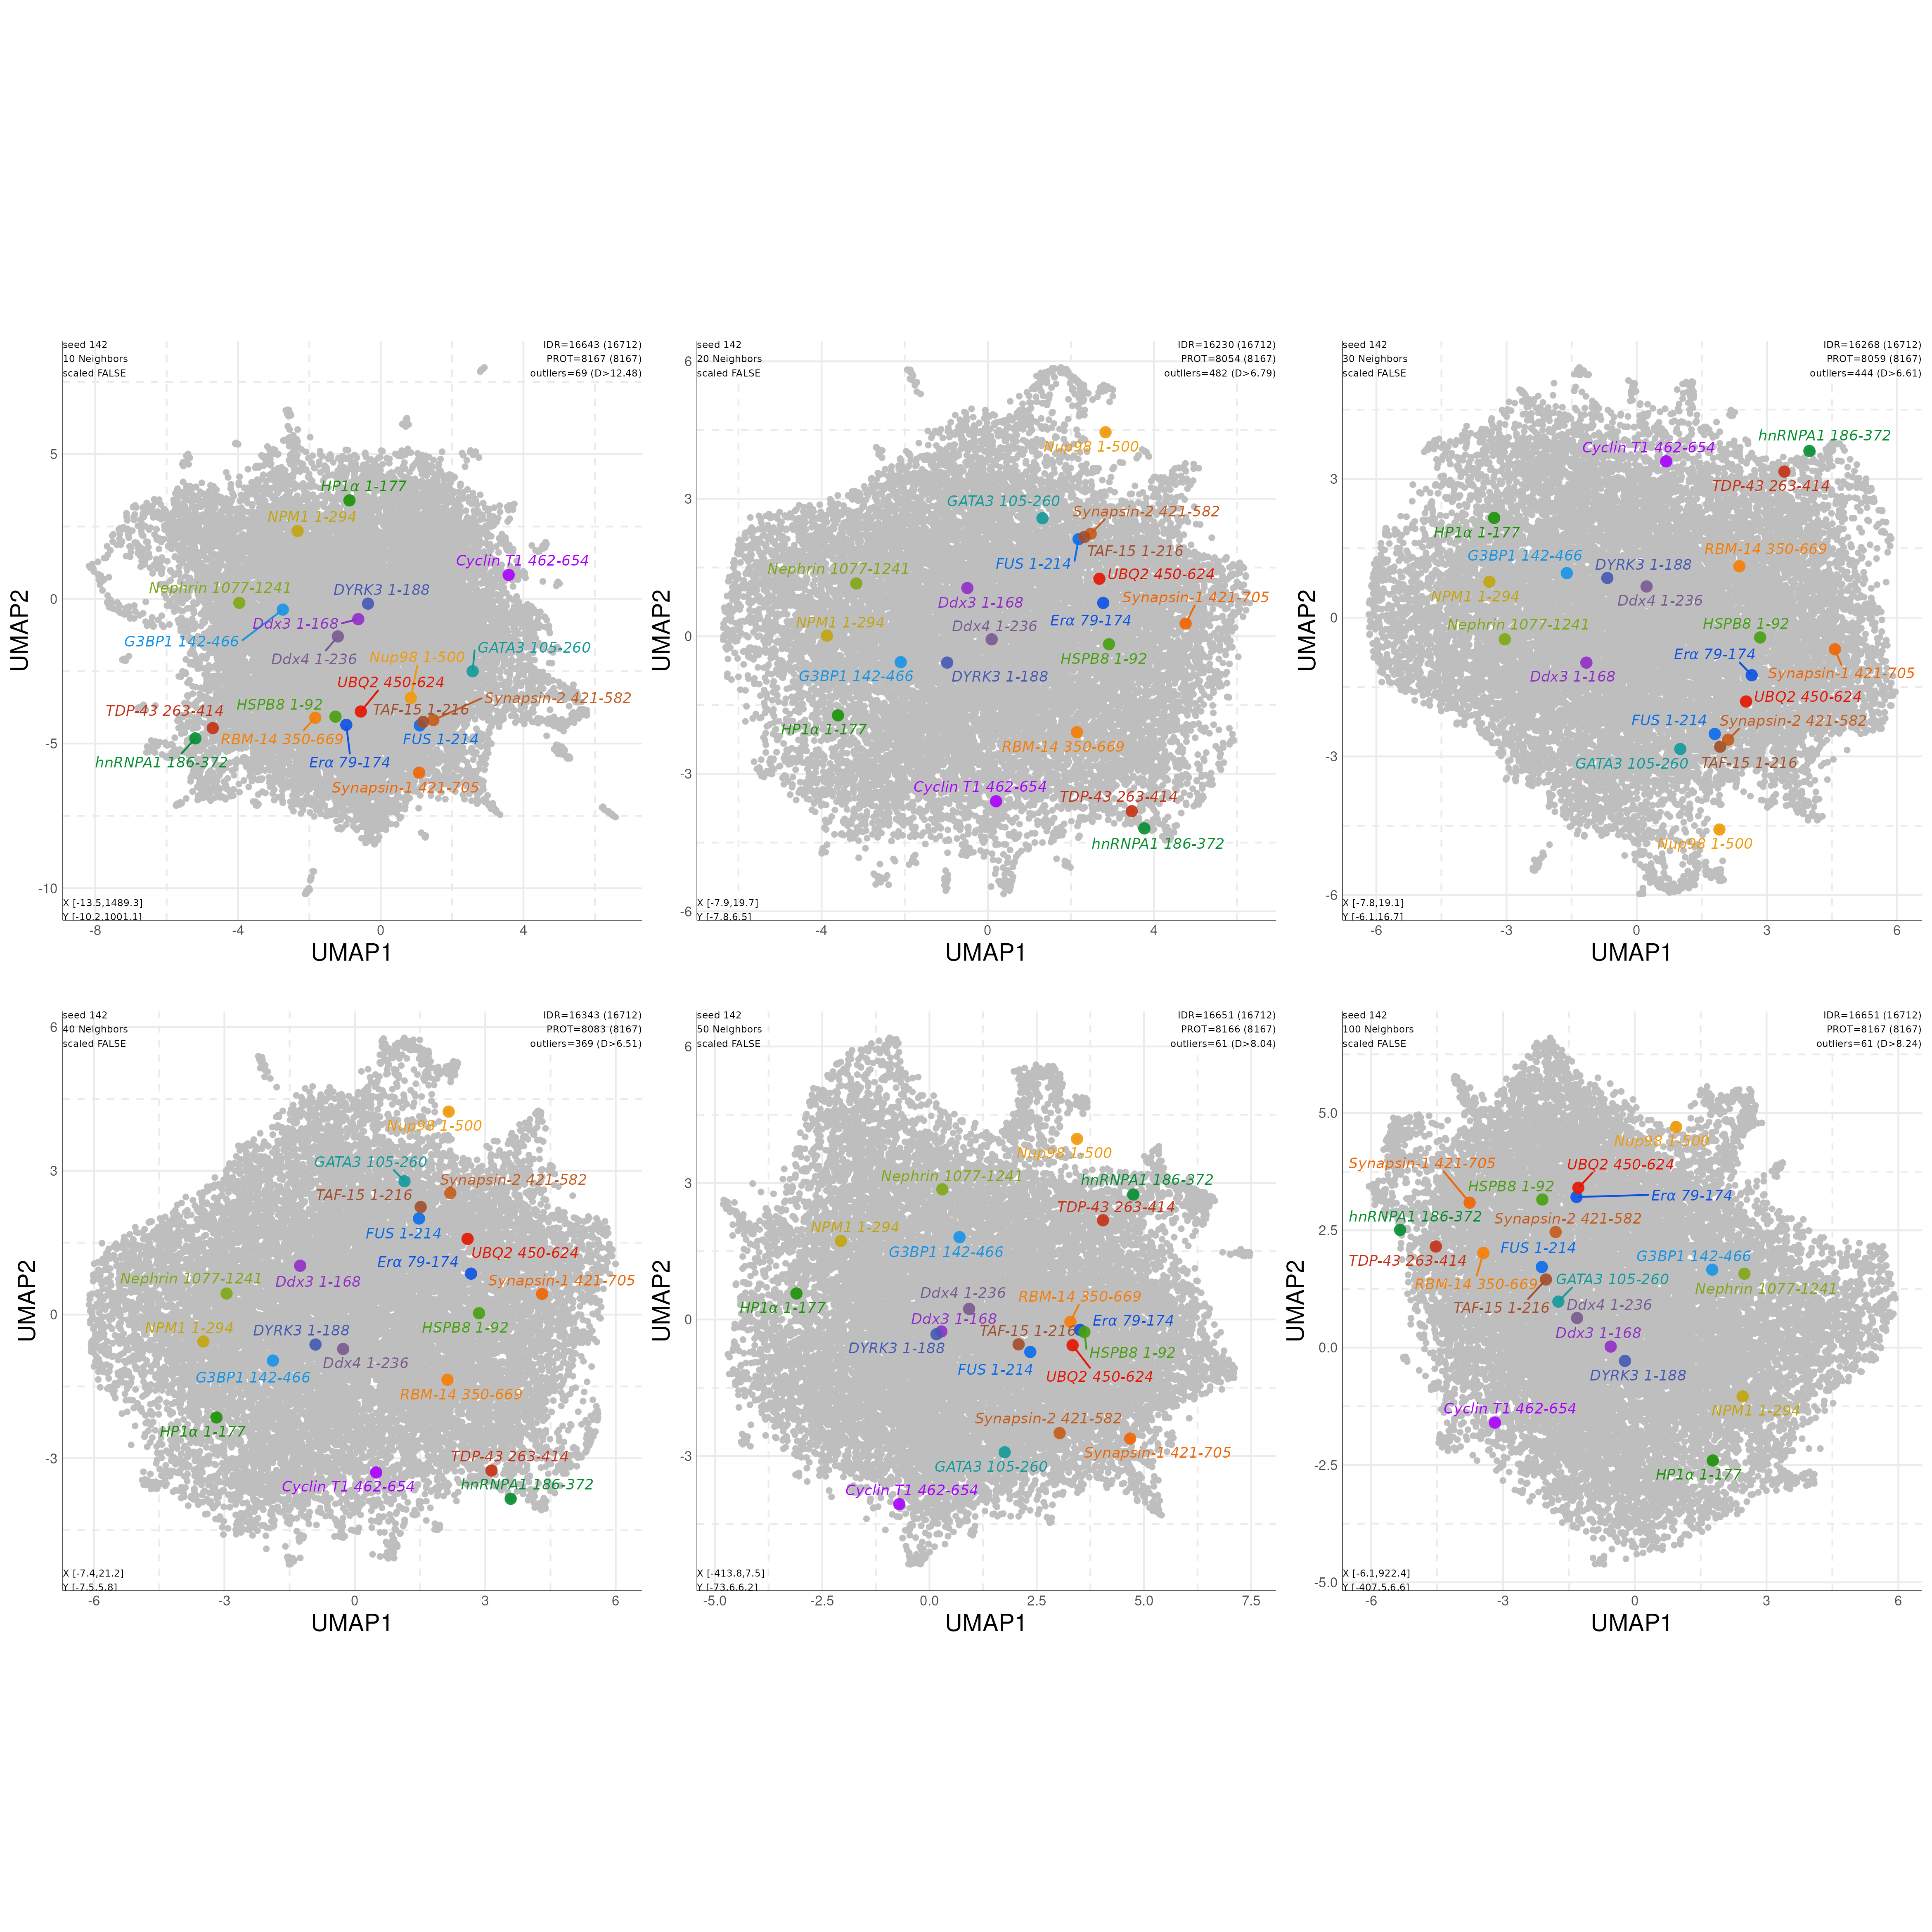 seed 142
10 Neighbors
scaled FALSE
IDR=16643 (16712)
PROT=8167 (8167)
outliers=69 (D>12.48)
HP1α 1-177
NPM1 1-294
Cyclin T1 462-654
Nephrin 1077-1241
DYRK3 1-188
Ddx3 1-168
G3BP1 142-466
Ddx4 1-236
GATA3 105-260
Nup98 1-500
UBQ2 450-624
Synapsin-2 421-582
HSPB8 1-92
TAF-15 1-216
TDP-43 263-414
RBM-14 350-669
FUS 1-214
hnRNPA1 186-372
Erα 79-174
Synapsin-1 421-705
X [-13.5,1489.3]
Y [-10.2,1001.1]
5
0
-5
-10
-8
-4
0
4
UMAP1
UMAP2
seed 142
20 Neighbors
scaled FALSE
IDR=16230 (16712)
PROT=8054 (8167)
outliers=482 (D>6.79)
Nup98 1-500
GATA3 105-260
Synapsin-2 421-582
TAF-15 1-216
FUS 1-214
Nephrin 1077-1241
UBQ2 450-624
Synapsin-1 421-705
Ddx3 1-168
Erα 79-174
NPM1 1-294
Ddx4 1-236
HSPB8 1-92
G3BP1 142-466
DYRK3 1-188
HP1α 1-177
RBM-14 350-669
Cyclin T1 462-654
TDP-43 263-414
hnRNPA1 186-372
X [-7.9,19.7]
Y [-7.8,6.5]
6
3
0
-3
-6
-4
0
4
UMAP1
UMAP2
seed 142
30 Neighbors
scaled FALSE
IDR=16268 (16712)
PROT=8059 (8167)
outliers=444 (D>6.61)
hnRNPA1 186-372
Cyclin T1 462-654
TDP-43 263-414
HP1α 1-177
G3BP1 142-466
RBM-14 350-669
DYRK3 1-188
NPM1 1-294
Ddx4 1-236
Nephrin 1077-1241
HSPB8 1-92
Erα 79-174
Ddx3 1-168
Synapsin-1 421-705
UBQ2 450-624
FUS 1-214
Synapsin-2 421-582
GATA3 105-260
TAF-15 1-216
Nup98 1-500
X [-7.8,19.1]
Y [-6.1,16.7]
3
0
-3
-6
-6
-3
0
3
6
UMAP1
UMAP2
seed 142
40 Neighbors
scaled FALSE
IDR=16343 (16712)
PROT=8083 (8167)
outliers=369 (D>6.51)
Nup98 1-500
GATA3 105-260
Synapsin-2 421-582
TAF-15 1-216
FUS 1-214
UBQ2 450-624
Erα 79-174
Nephrin 1077-1241
Ddx3 1-168
Synapsin-1 421-705
NPM1 1-294
DYRK3 1-188
HSPB8 1-92
Ddx4 1-236
G3BP1 142-466
RBM-14 350-669
HP1α 1-177
TDP-43 263-414
Cyclin T1 462-654
hnRNPA1 186-372
X [-7.4,21.2]
Y [-7.5,5.8]
6
3
0
-3
-6
-3
0
3
6
UMAP1
UMAP2
seed 142
50 Neighbors
scaled FALSE
IDR=16651 (16712)
PROT=8166 (8167)
outliers=61 (D>8.04)
Nup98 1-500
Nephrin 1077-1241
hnRNPA1 186-372
TDP-43 263-414
NPM1 1-294
G3BP1 142-466
Ddx4 1-236
RBM-14 350-669
HP1α 1-177
Ddx3 1-168
Erα 79-174
TAF-15 1-216
DYRK3 1-188
HSPB8 1-92
FUS 1-214
UBQ2 450-624
Synapsin-2 421-582
Synapsin-1 421-705
GATA3 105-260
Cyclin T1 462-654
X [-413.8,7.5]
Y [-73.6,6.2]
6
3
0
-3
-5.0
-2.5
0.0
2.5
5.0
7.5
UMAP1
UMAP2
seed 142
100 Neighbors
scaled FALSE
IDR=16651 (16712)
PROT=8167 (8167)
outliers=61 (D>8.24)
Nup98 1-500
Synapsin-1 421-705
UBQ2 450-624
HSPB8 1-92
Erα 79-174
hnRNPA1 186-372
Synapsin-2 421-582
FUS 1-214
TDP-43 263-414
G3BP1 142-466
RBM-14 350-669
GATA3 105-260
Nephrin 1077-1241
TAF-15 1-216
Ddx4 1-236
Ddx3 1-168
DYRK3 1-188
NPM1 1-294
Cyclin T1 462-654
HP1α 1-177
X [-6.1,922.4]
Y [-407.5,6.6]
5.0
2.5
0.0
-2.5
-5.0
-6
-3
0
3
6
UMAP1
UMAP2